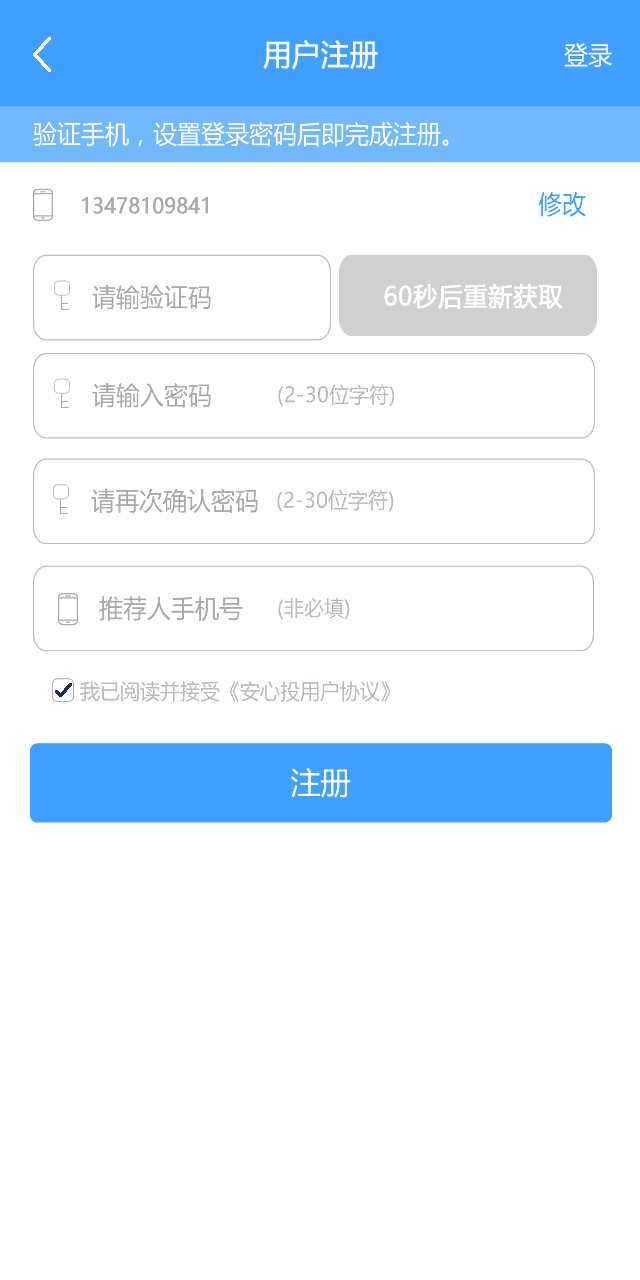 用户注册 登录
验证手机，设置登录密码后即完成注册。
13478109841 修改
请输验证码 60秒后重新获取
请输入密码 (2-30位字符)
请再次确认密码 (2-30位字符)
推荐人手机号 (非必填)
我已阅读并接受《安心投用户协议》
注册